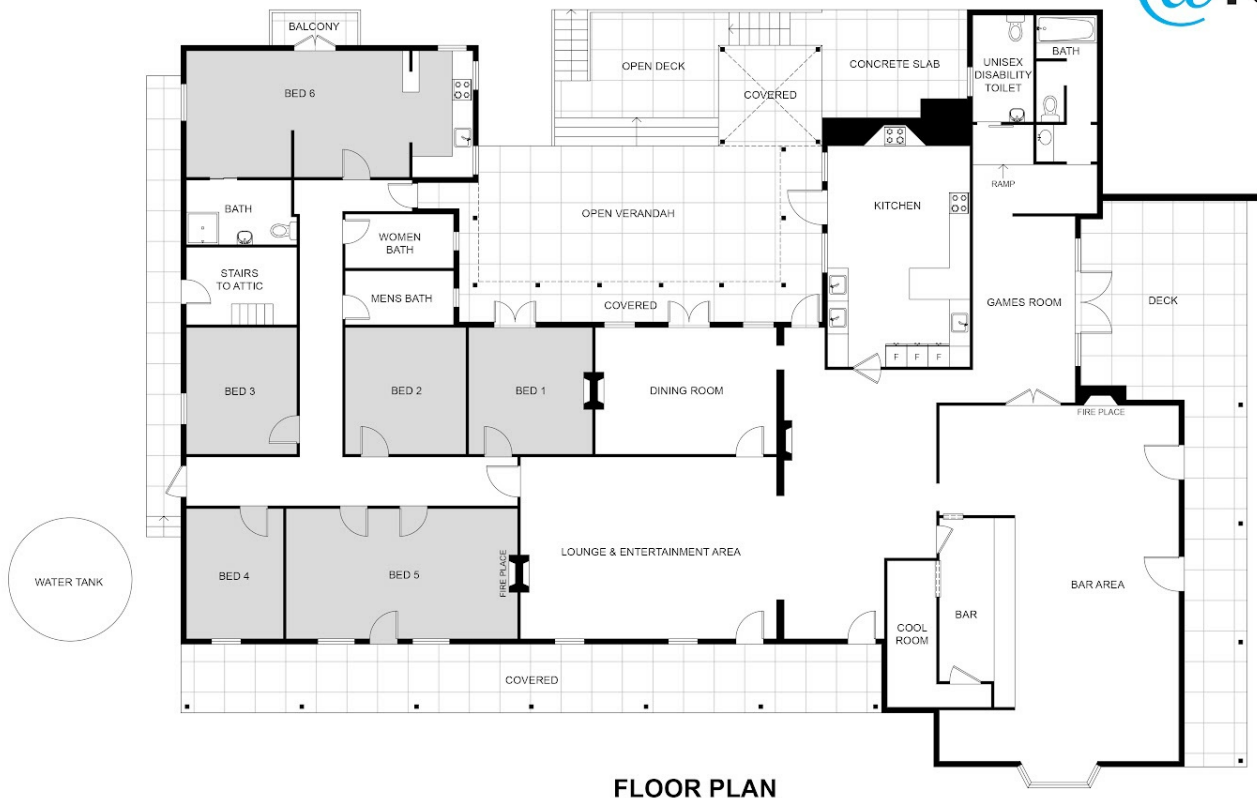 BALCONY
BED 6
OPEN DECK
COVERED
CONCRETE SLAB
UNISEX
DISABILITY
TOILET
BATH
RAMP
BATH
WOMEN
BATH
OPEN VERANDAH
KITCHEN
STAIRS
TO ATTIC
MENS BATH
COVERED
GAMES ROOM
DECK
F F F
BED 3
BED 2
BED 1
DINING ROOM
FIRE PLACE
WATER TANK
BED 4
BED 5
FIRE PLACE
LOUNGE & ENTERTAINMENT AREA
COOL
ROOM
BAR
BAR AREA
COVERED
FLOOR PLAN